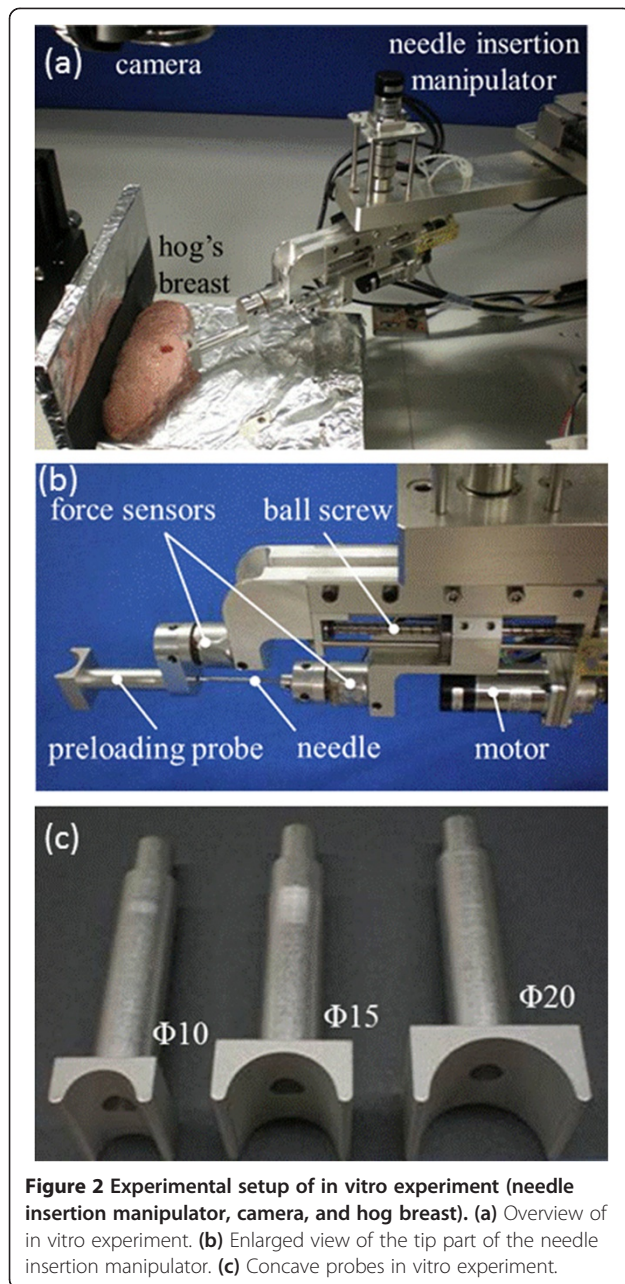 (a)
camera
needle insertion
manipulator
hog's
breast
(b)
force sensors
ball screw
preloading probe
needle
motor
(c)
Φ10
Φ15
Φ20
Figure 2 Experimental setup of in vitro experiment (needle
insertion manipulator, camera, and hog breast). (a) Overview of
in vitro experiment. (b) Enlarged view of the tip part of the needle
insertion manipulator. (c) Concave probes in vitro experiment.